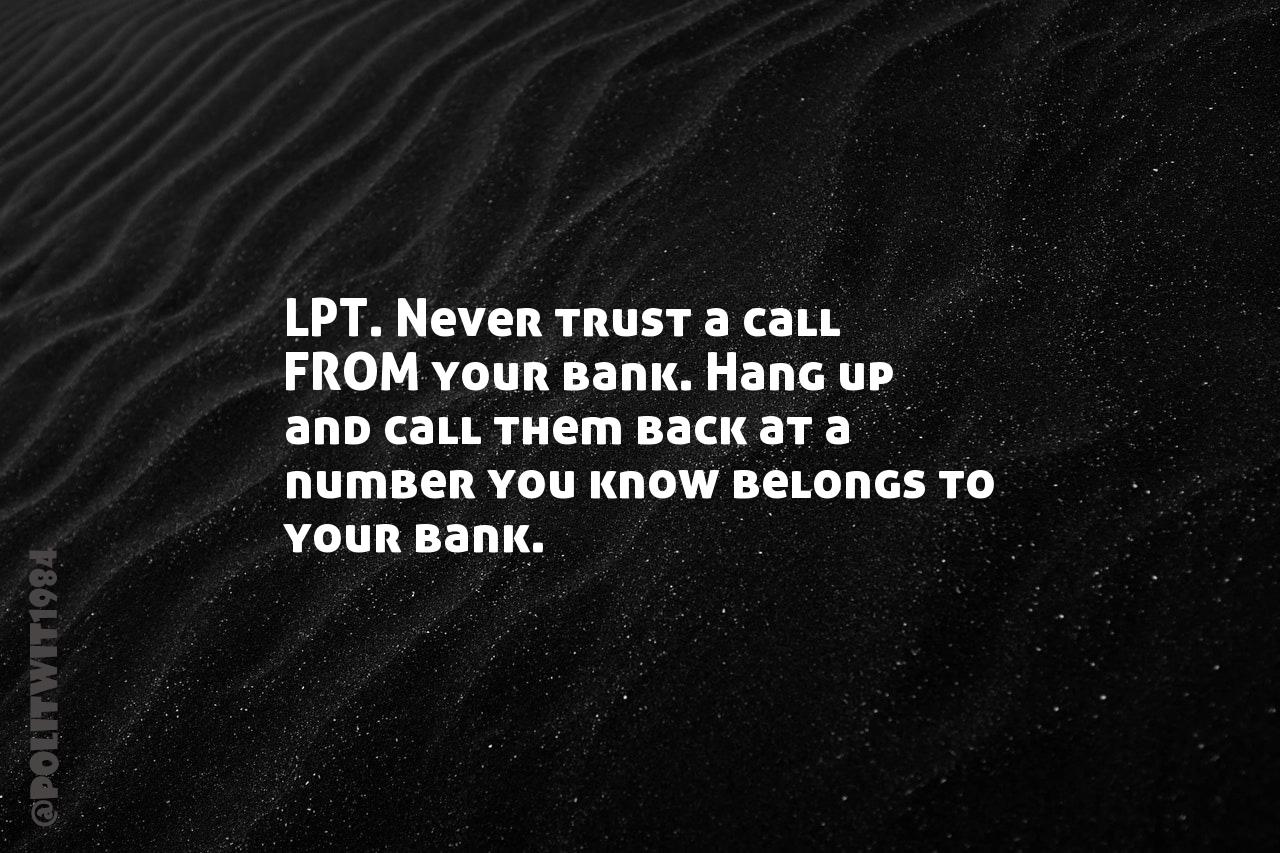 LPT. Never trust a call
FROM your bank. Hang up
and call them back at a
number you know belongs to
your bank.
@POLITWIT1984